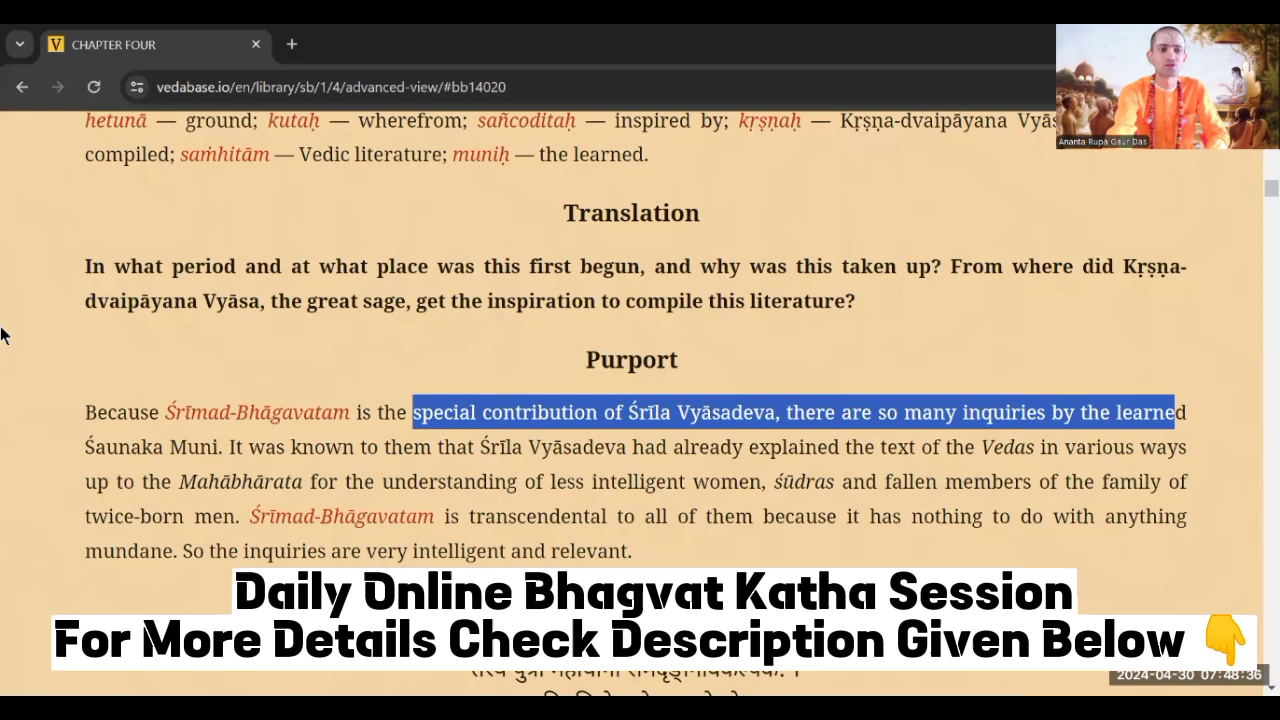 CHAPTER FOUR
vedabase.io/en/library/sb/1/4/advanced-view/#bb14020
hetunā — ground; kutaḥ — wherefrom; sañcoditaḥ — inspired by; kṛṣṇaḥ — Kṛṣṇa-dvaipāyana
Ananta Rupa Gaur Das
compiled; saṁhitām — Vedic literature; muniḥ — the learned.
Translation
In what period and at what place was this first begun, and why was this taken up? From where did Kṛṣṇa-
dvaipāyana Vyāsa, the great sage, get the inspiration to compile this literature?
Purport
Because Śrīmad-Bhāgavatam is the special contribution of Śrīla Vyāsadeva, there are so many inquiries by the learned
Śaunaka Muni. It was known to them that Śrīla Vyāsadeva had already explained the text of the Vedas in various ways
up to the Mahābhārata for the understanding of less intelligent women, śūdras and fallen members of the family of
twice-born men. Śrīmad-Bhāgavatam is transcendental to all of them because it has nothing to do with anything
mundane. So the inquiries are very intelligent and relevant.
Daily Online Bhagvat Katha Session
For More Details Check Description Given Below 👇
2024-04-30 07:48:36